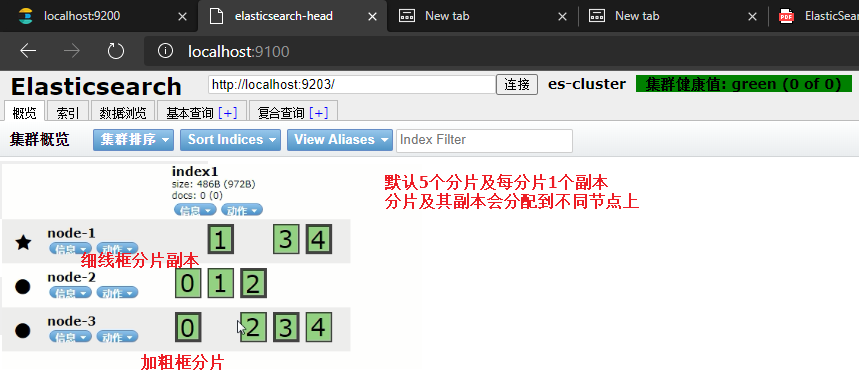 localhost:9200
elasticsearch-head
New tab
New tab
PDF
ElasticSear
localhost:9100
Elasticsearch
http://localhost:9203/
连接
es-cluster
集群健康值: green (0 of 0)
概览
索引
数据浏览
基本查询 [+]
复合查询 [+]
集群概览
集群排序
Sort Indices
View Aliases
Index Filter
index1
size: 486B (972B)
docs: 0 (0)
信息
动作
默认5个分片及每分片1个副本
分片及其副本会分配到不同节点上
node-1
信息
动作
1
3
4
细线框分片副本
node-2
信息
动作
0
1
2
node-3
信息
动作
0
2
3
4
加粗框分片